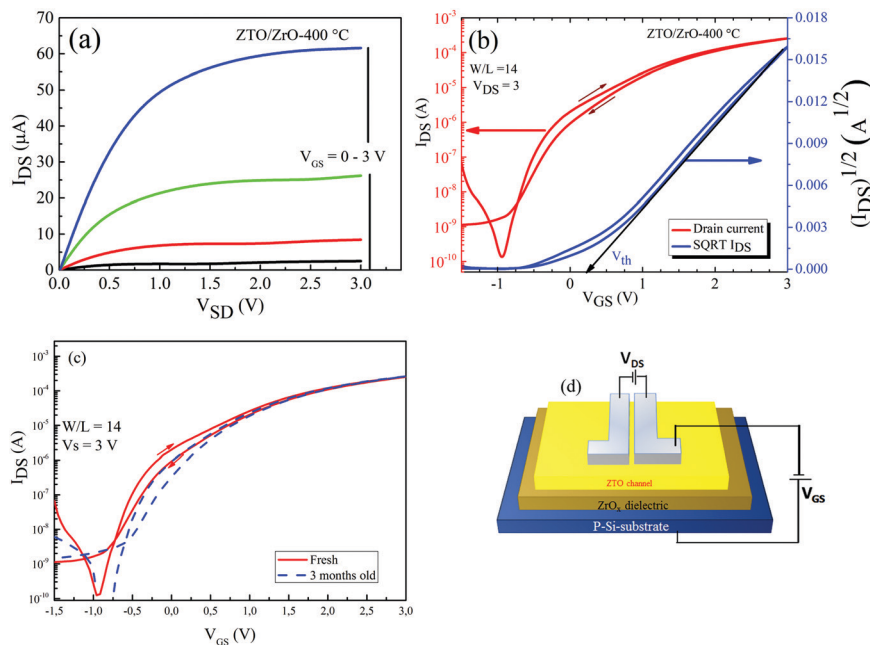 (a)
ZTO/ZrO-400 °C
V_GS = 0 - 3 V
I_DS (µA)
70
60
50
40
30
20
10
0
0.0 0.5 1.0 1.5 2.0 2.5 3.0
V_SD (V)
(b)
ZTO/ZrO-400 °C
W/L =14
V_DS = 3
I_DS (A)
10^-3
10^-4
10^-5
10^-6
10^-7
10^-8
10^-9
10^-10
(I_DS)^1/2 (A^1/2)
0.018
0.015
0.012
0.009
0.006
0.003
0.000
V_th
Drain current
SQRT I_DS
-1 0 1 2 3
V_GS (V)
(c)
W/L = 14
Vs = 3 V
I_DS (A)
10^-3
10^-4
10^-5
10^-6
10^-7
10^-8
10^-9
10^-10
Fresh
3 months old
-1,5 -1,0 -0,5 0,0 0,5 1,0 1,5 2,0 2,5 3,0
V_GS (V)
(d)
V_DS
ZTO channel
ZrO_x dielectric
P-Si-substrate
V_GS